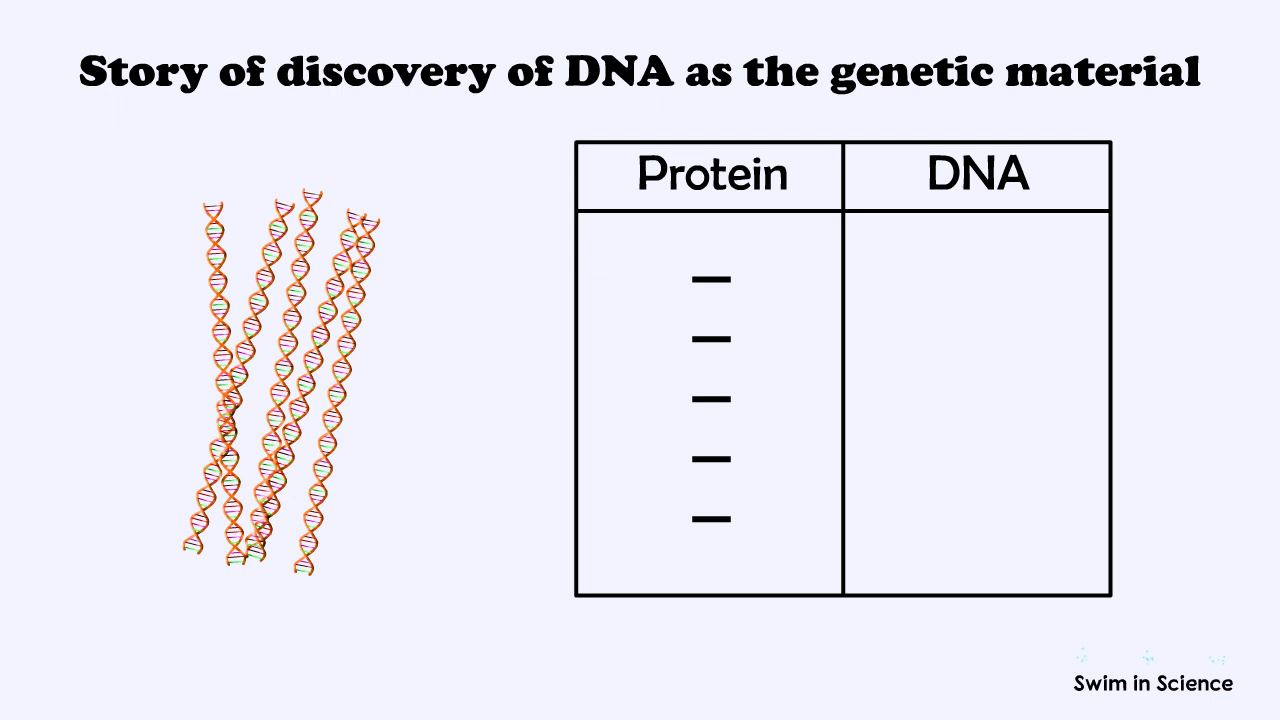 Story of discovery of DNA as the genetic material
Protein DNA
—
—
—
—
—
Swim in Science